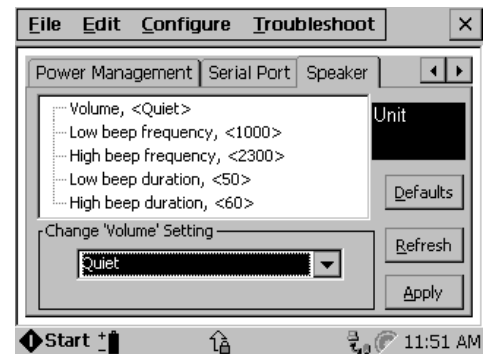 File Edit Configure Troubleshoot
Power Management Serial Port Speaker
Volume, <Quiet>
Low beep frequency, <1000>
High beep frequency, <2300>
Low beep duration, <50>
High beep duration, <60>
Unit
Defaults
Change 'Volume' Setting
Quiet
Refresh
Apply
Start 11:51 AM